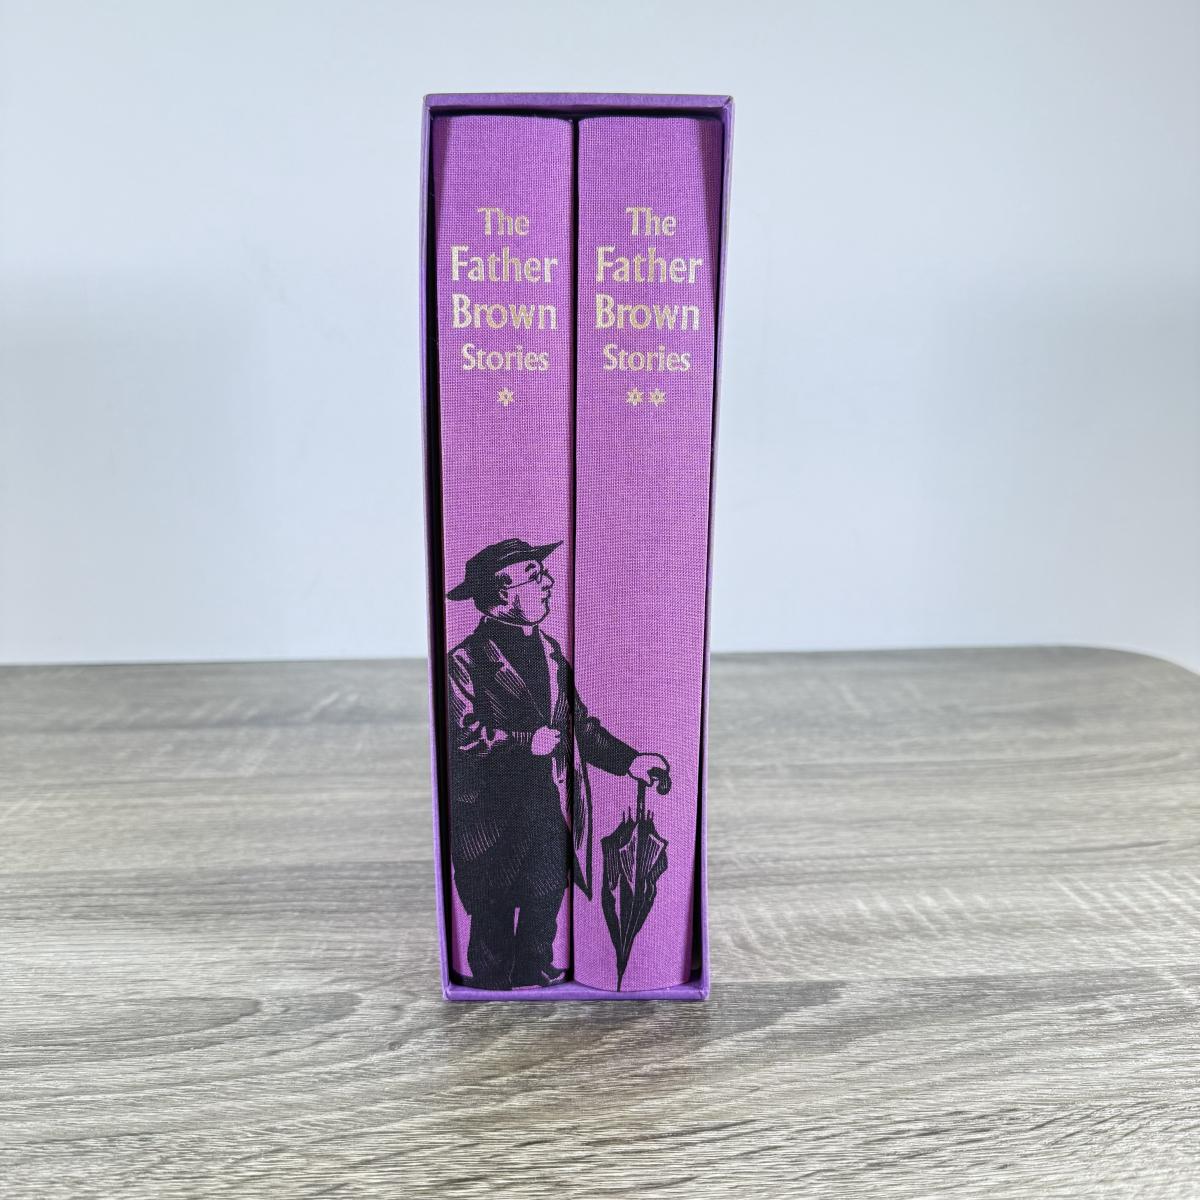 The
Father
Brown
Stories
*
The
Father
Brown
Stories
**